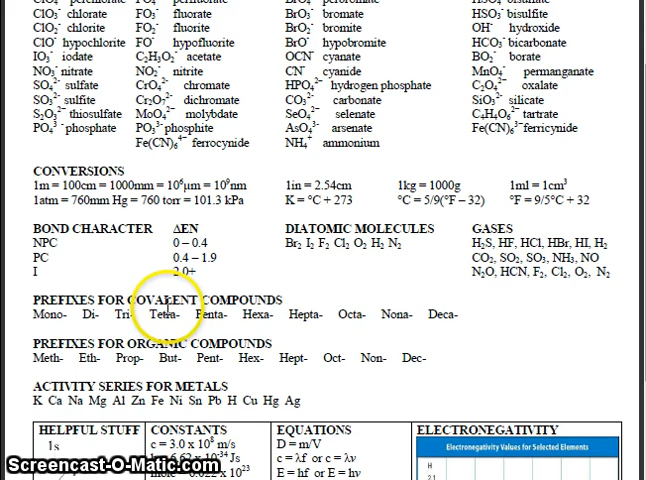 ClO₃⁻ chlorate FO₃⁻ fluorate BrO₃⁻ bromate HSO₃⁻ bisulfite
ClO₂⁻ chlorite FO₂⁻ fluorite BrO₂⁻ bromite OH⁻ hydroxide
ClO⁻ hypochlorite FO⁻ hypofluorite BrO⁻ hypobromite HCO₃⁻ bicarbonate
IO₃⁻ iodate C₂H₃O₂⁻ acetate OCN⁻ cyanate BO₂⁻ borate
NO₃⁻ nitrate NO₂⁻ nitrite CN⁻ cyanide MnO₄⁻ permanganate
SO₄²⁻ sulfate CrO₄²⁻ chromate HPO₄²⁻ hydrogen phosphate C₂O₄²⁻ oxalate
SO₃²⁻ sulfite Cr₂O₇²⁻ dichromate CO₃²⁻ carbonate SiO₃²⁻ silicate
S₂O₃²⁻ thiosulfate MoO₄²⁻ molybdate SeO₄²⁻ selenate C₄H₄O₆²⁻ tartrate
PO₄³⁻ phosphate PO₃³⁻ phosphite AsO₄³⁻ arsenate Fe(CN)₆³⁻ ferricynide
Fe(CN)₆⁴⁻ ferrocynide NH₄⁺ ammonium
CONVERSIONS
1m = 100cm = 1000mm = 10⁶μm = 10⁹nm 1in = 2.54cm 1kg = 1000g 1ml = 1cm³
1atm = 760mm Hg = 760 torr = 101.3 kPa K = °C + 273 °C = 5/9(°F – 32) °F = 9/5°C + 32
BOND CHARACTER ΔEN DIATOMIC MOLECULES GASES
NPC 0 – 0.4 Br₂ I₂ F₂ Cl₂ O₂ H₂ N₂ H₂S, HF, HCl, HBr, HI, H₂
PC 0.4 – 1.9 CO₂, SO₂, SO₃, NH₃, NO
I 2.0+ N₂O, HCN, F₂, Cl₂, O₂, N₂
PREFIXES FOR COVALENT COMPOUNDS
Mono- Di- Tri- Tetra- Penta- Hexa- Hepta- Octa- Nona- Deca-
PREFIXES FOR ORGANIC COMPOUNDS
Meth- Eth- Prop- But- Pent- Hex- Hept- Oct- Non- Dec-
ACTIVITY SERIES FOR METALS
K Ca Na Mg Al Zn Fe Ni Sn Pb H Cu Hg Ag
HELPFUL STUFF CONSTANTS EQUATIONS ELECTRONEGATIVITY
1s c = 3.0 x 10⁸ m/s D = m/V Electronegativity Values for Selected Elements
c = λf or c = λν H
E = hf or E = hν 2.1
Screencast-O-Matic.com